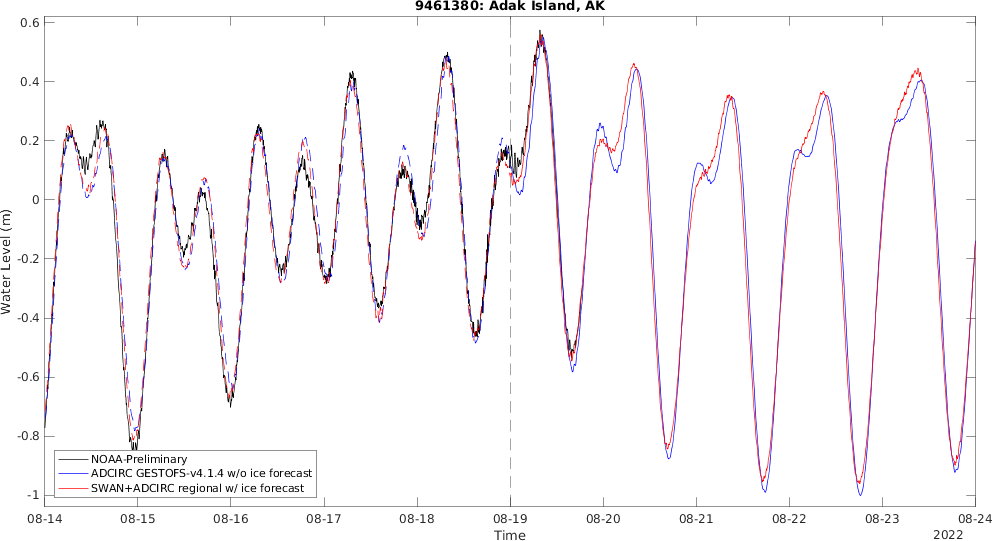 9461380: Adak Island, AK
0.6
0.4
0.2
0
-0.2
-0.4
-0.6
-0.8
-1
Water Level (m)
NOAA-Preliminary
ADCIRC GESTOFS-v4.1.4 w/o ice forecast
SWAN+ADCIRC regional w/ ice forecast
08-14 08-15 08-16 08-17 08-18 08-19 08-20 08-21 08-22 08-23 08-24
Time
2022